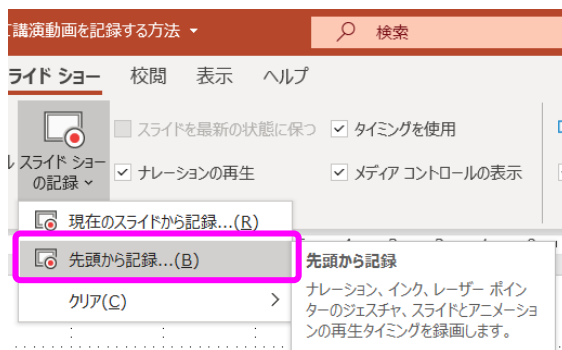 て講演動画を記録する方法
検索
ライド ショー 校閲 表示 ヘルプ
スライドを最新の状態に保つ
タイミングを使用
スライド ショー
の記録
ナレーションの再生
メディア コントロールの表示
現在のスライドから記録...(R)
先頭から記録...(B)
クリア(C)
先頭から記録
ナレーション、インク、レーザー ポイン
ターのジェスチャ、スライドとアニメーショ
ンの再生タイミングを録画します。